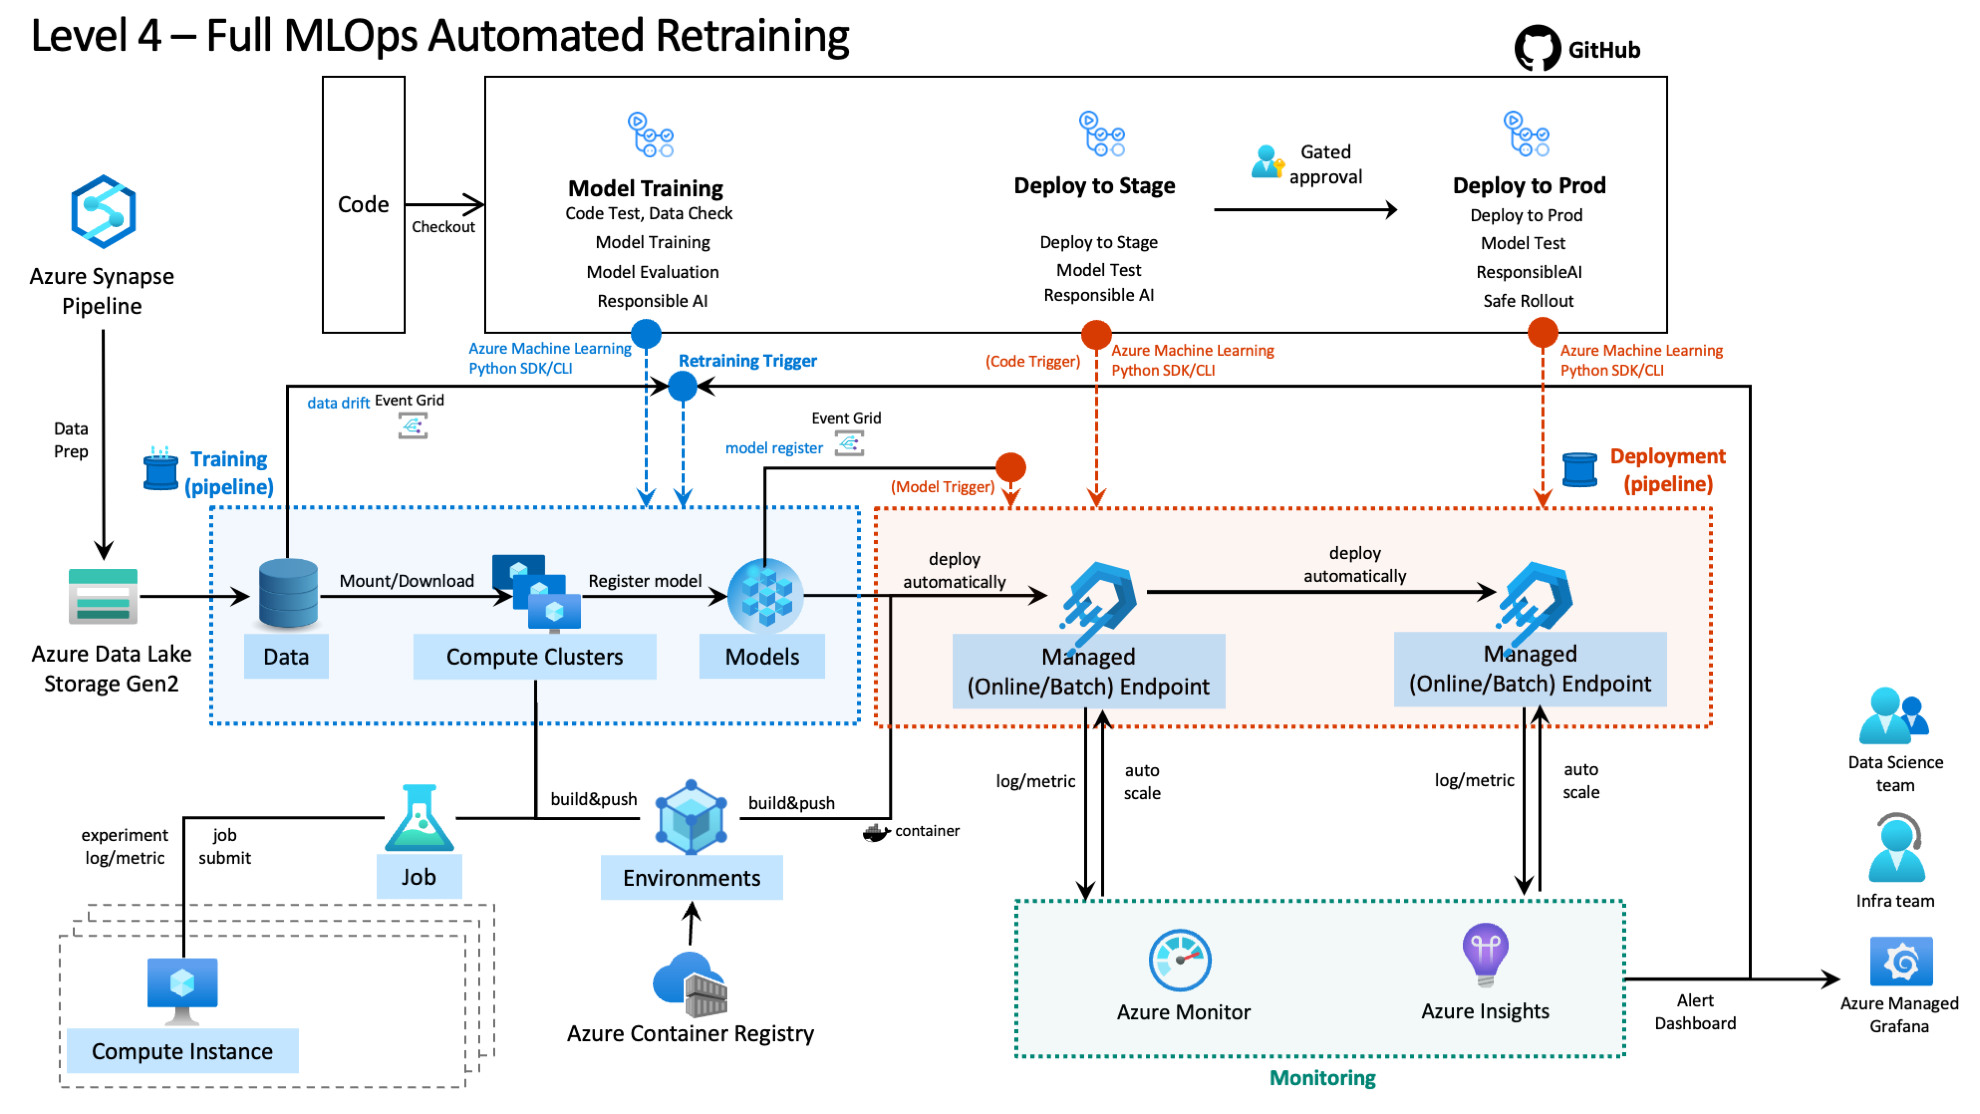 Level 4 – Full MLOps Automated Retraining
GitHub
Code
Checkout
Model Training
Code Test, Data Check
Model Training
Model Evaluation
Responsible AI
Deploy to Stage
Deploy to Stage
Model Test
Responsible AI
Gated
approval
Deploy to Prod
Deploy to Prod
Model Test
ResponsibleAI
Safe Rollout
Azure Synapse
Pipeline
Data
Prep
Azure Machine Learning
Python SDK/CLI
Retraining Trigger
(Code Trigger)
Azure Machine Learning
Python SDK/CLI
Azure Machine Learning
Python SDK/CLI
data drift
Event Grid
Event Grid
model register
(Model Trigger)
Training
(pipeline)
Deployment
(pipeline)
Azure Data Lake
Storage Gen2
Data
Mount/Download
Compute Clusters
Register model
Models
deploy
automatically
Managed
(Online/Batch) Endpoint
deploy
automatically
Managed
(Online/Batch) Endpoint
log/metric
auto
scale
log/metric
auto
scale
experiment
log/metric
job
submit
Job
build&push
Environments
build&push
container
Compute Instance
Azure Container Registry
Azure Monitor
Azure Insights
Monitoring
Alert
Dashboard
Data Science
team
Infra team
Azure Managed
Grafana